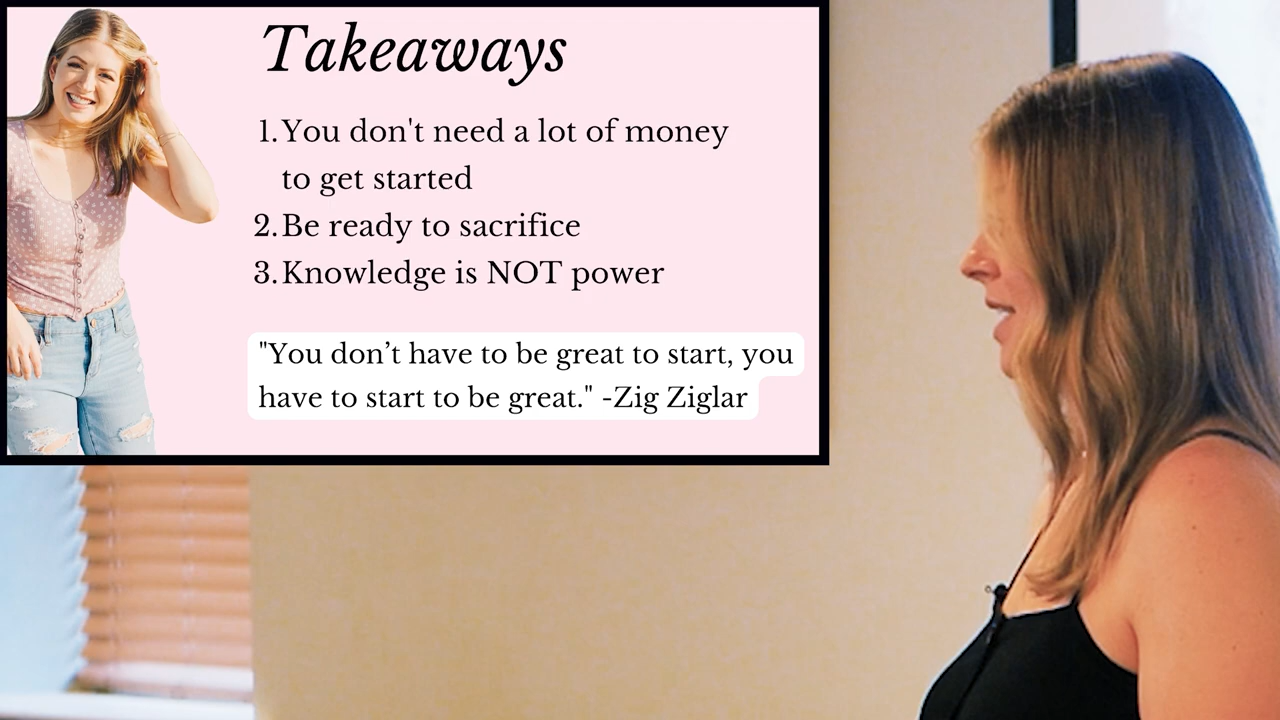 Takeaways
1. You don't need a lot of money
to get started
2. Be ready to sacrifice
3. Knowledge is NOT power
"You don’t have to be great to start, you
have to start to be great." -Zig Ziglar